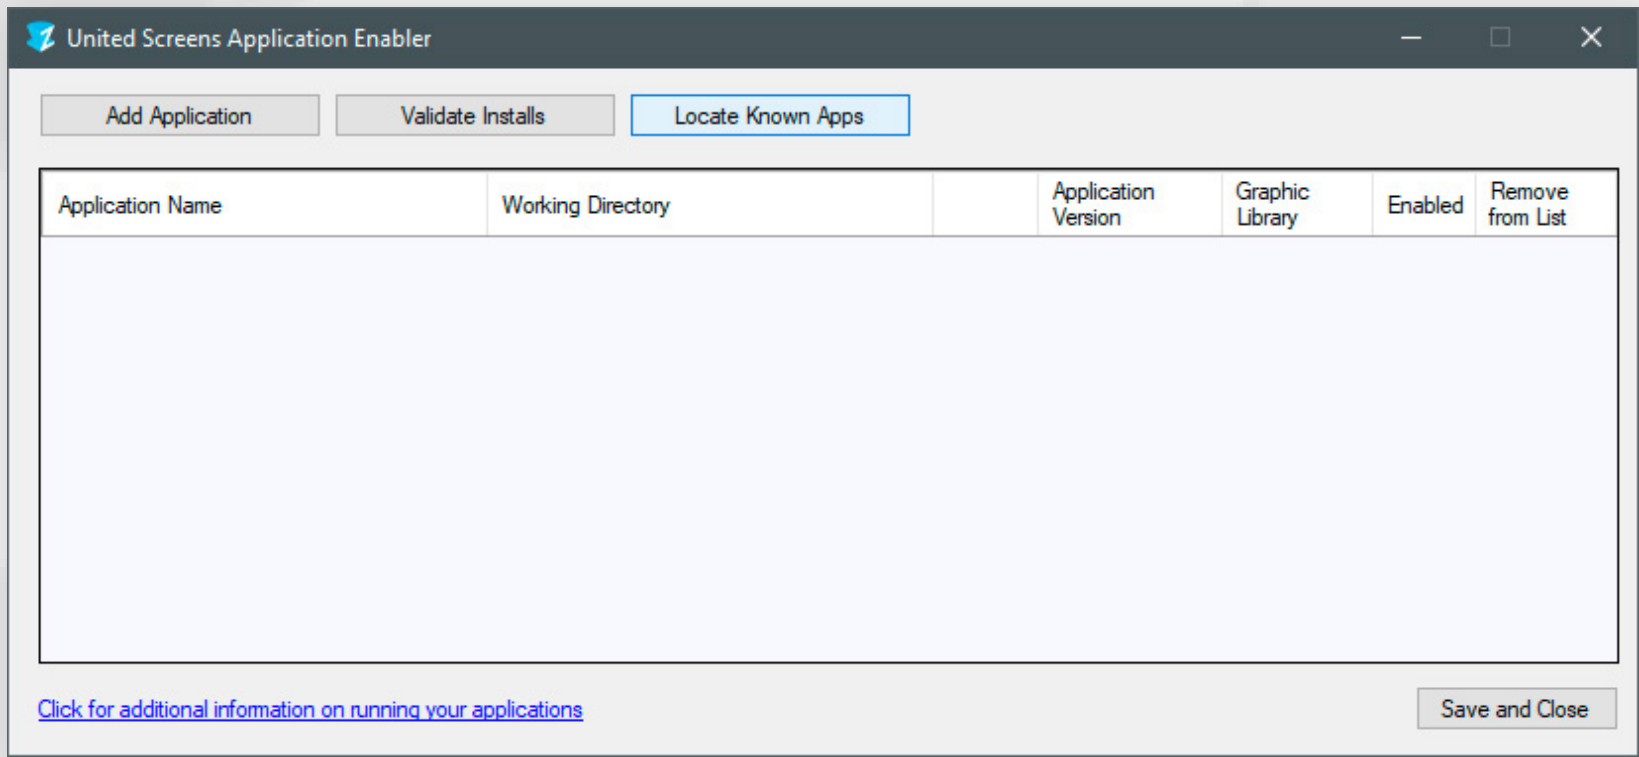 United Screens Application Enabler
Add Application Validate Installs Locate Known Apps
Application Name Working Directory Application Version Graphic Library Enabled Remove from List
Click for additional information on running your applications
Save and Close